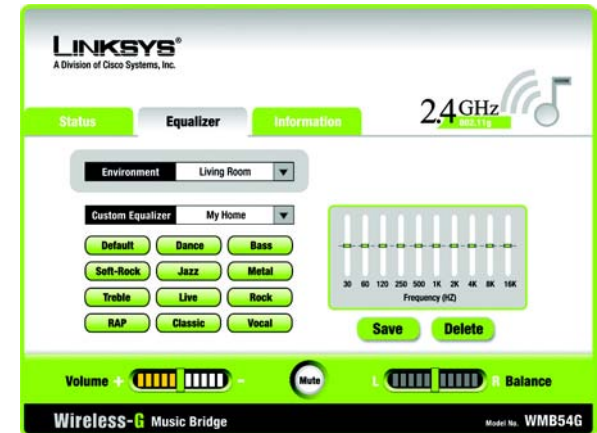 LINKSYS®
A Division of Cisco Systems, Inc.
2.4 GHz
802.11g
Status
Equalizer
Information
Environment Living Room
Custom Equalizer My Home
Default Dance Bass
Soft-Rock Jazz Metal
Treble Live Rock
RAP Classic Vocal
30 60 120 250 500 1K 2K 4K 8K 16K
Frequency (HZ)
Save Delete
Volume + - Mute L R Balance
Wireless-G Music Bridge Model No. WMB54G